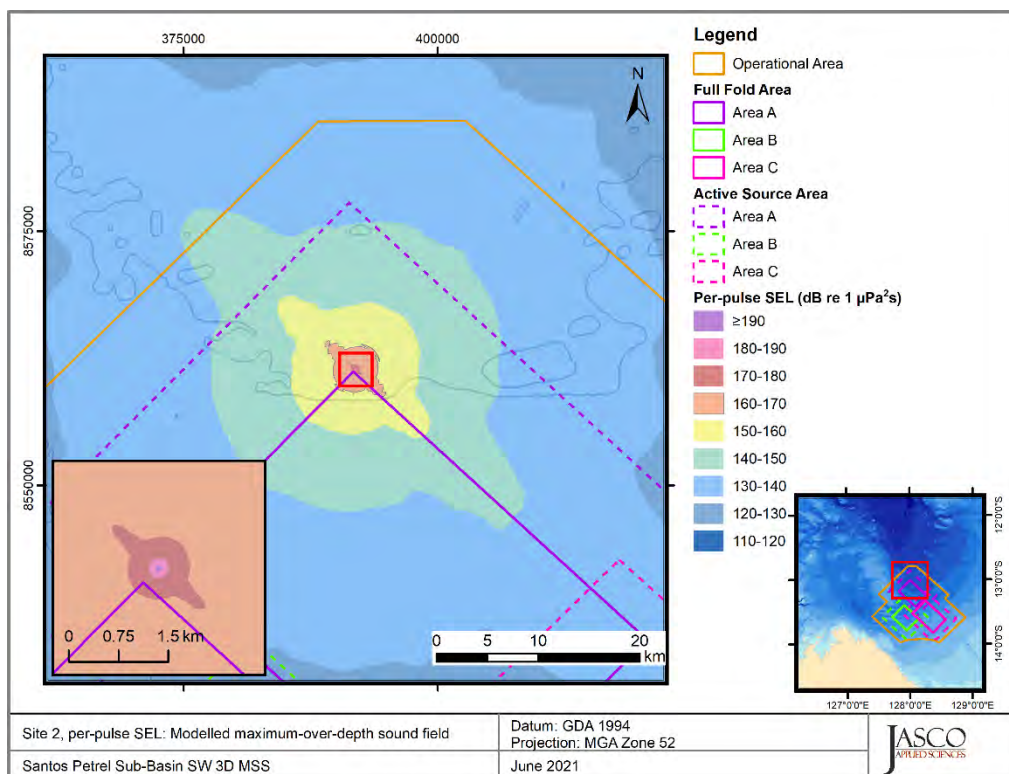 375000
400000
8575000
8550000
N
0
0.75
1.5 km
0
5
10
20
km
Legend
Operational Area
Full Fold Area
Area A
Area B
Area C
Active Source Area
Area A
Area B
Area C
Per-pulse SEL (dB re 1 µPa²s)
≥190
180-190
170-180
160-170
150-160
140-150
130-140
120-130
110-120
12°0'0"S
13°0'0"S
14°0'0"S
127°0'0"E
128°0'0"E
129°0'0"E
Site 2, per-pulse SEL: Modelled maximum-over-depth sound field
Santos Petrel Sub-Basin SW 3D MSS
Datum: GDA 1994
Projection: MGA Zone 52
June 2021
JASCO
APPLIED SCIENCES